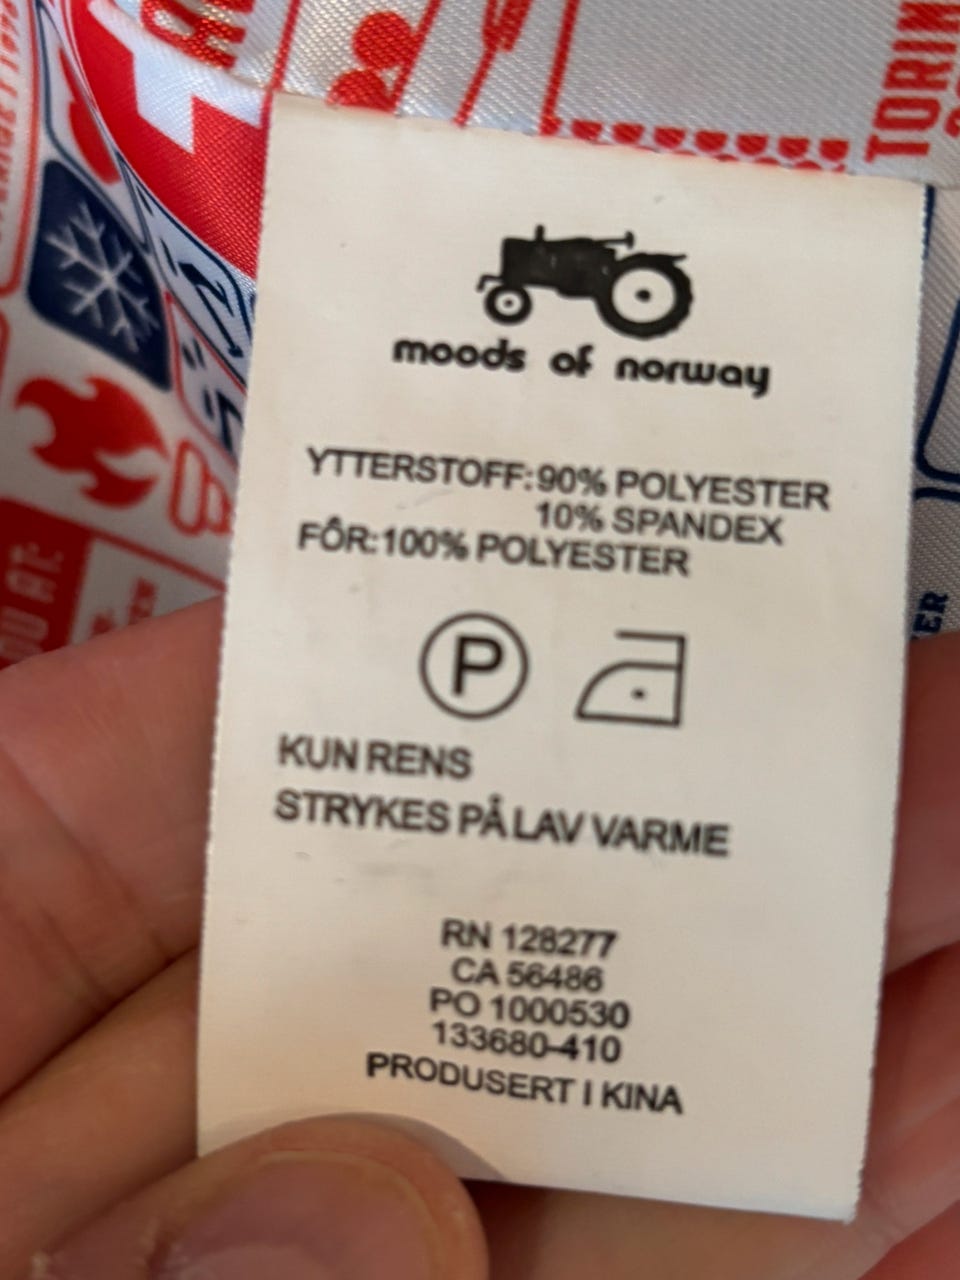 TORIN
moods of norway
YTTERSTOFF:90% POLYESTER
10% SPANDEX
FÔR:100% POLYESTER
P
KUN RENS
STRYKES PÅ LAV VARME
RN 128277
CA 56486
PO 1000530
133680-410
PRODUSERT I KINA